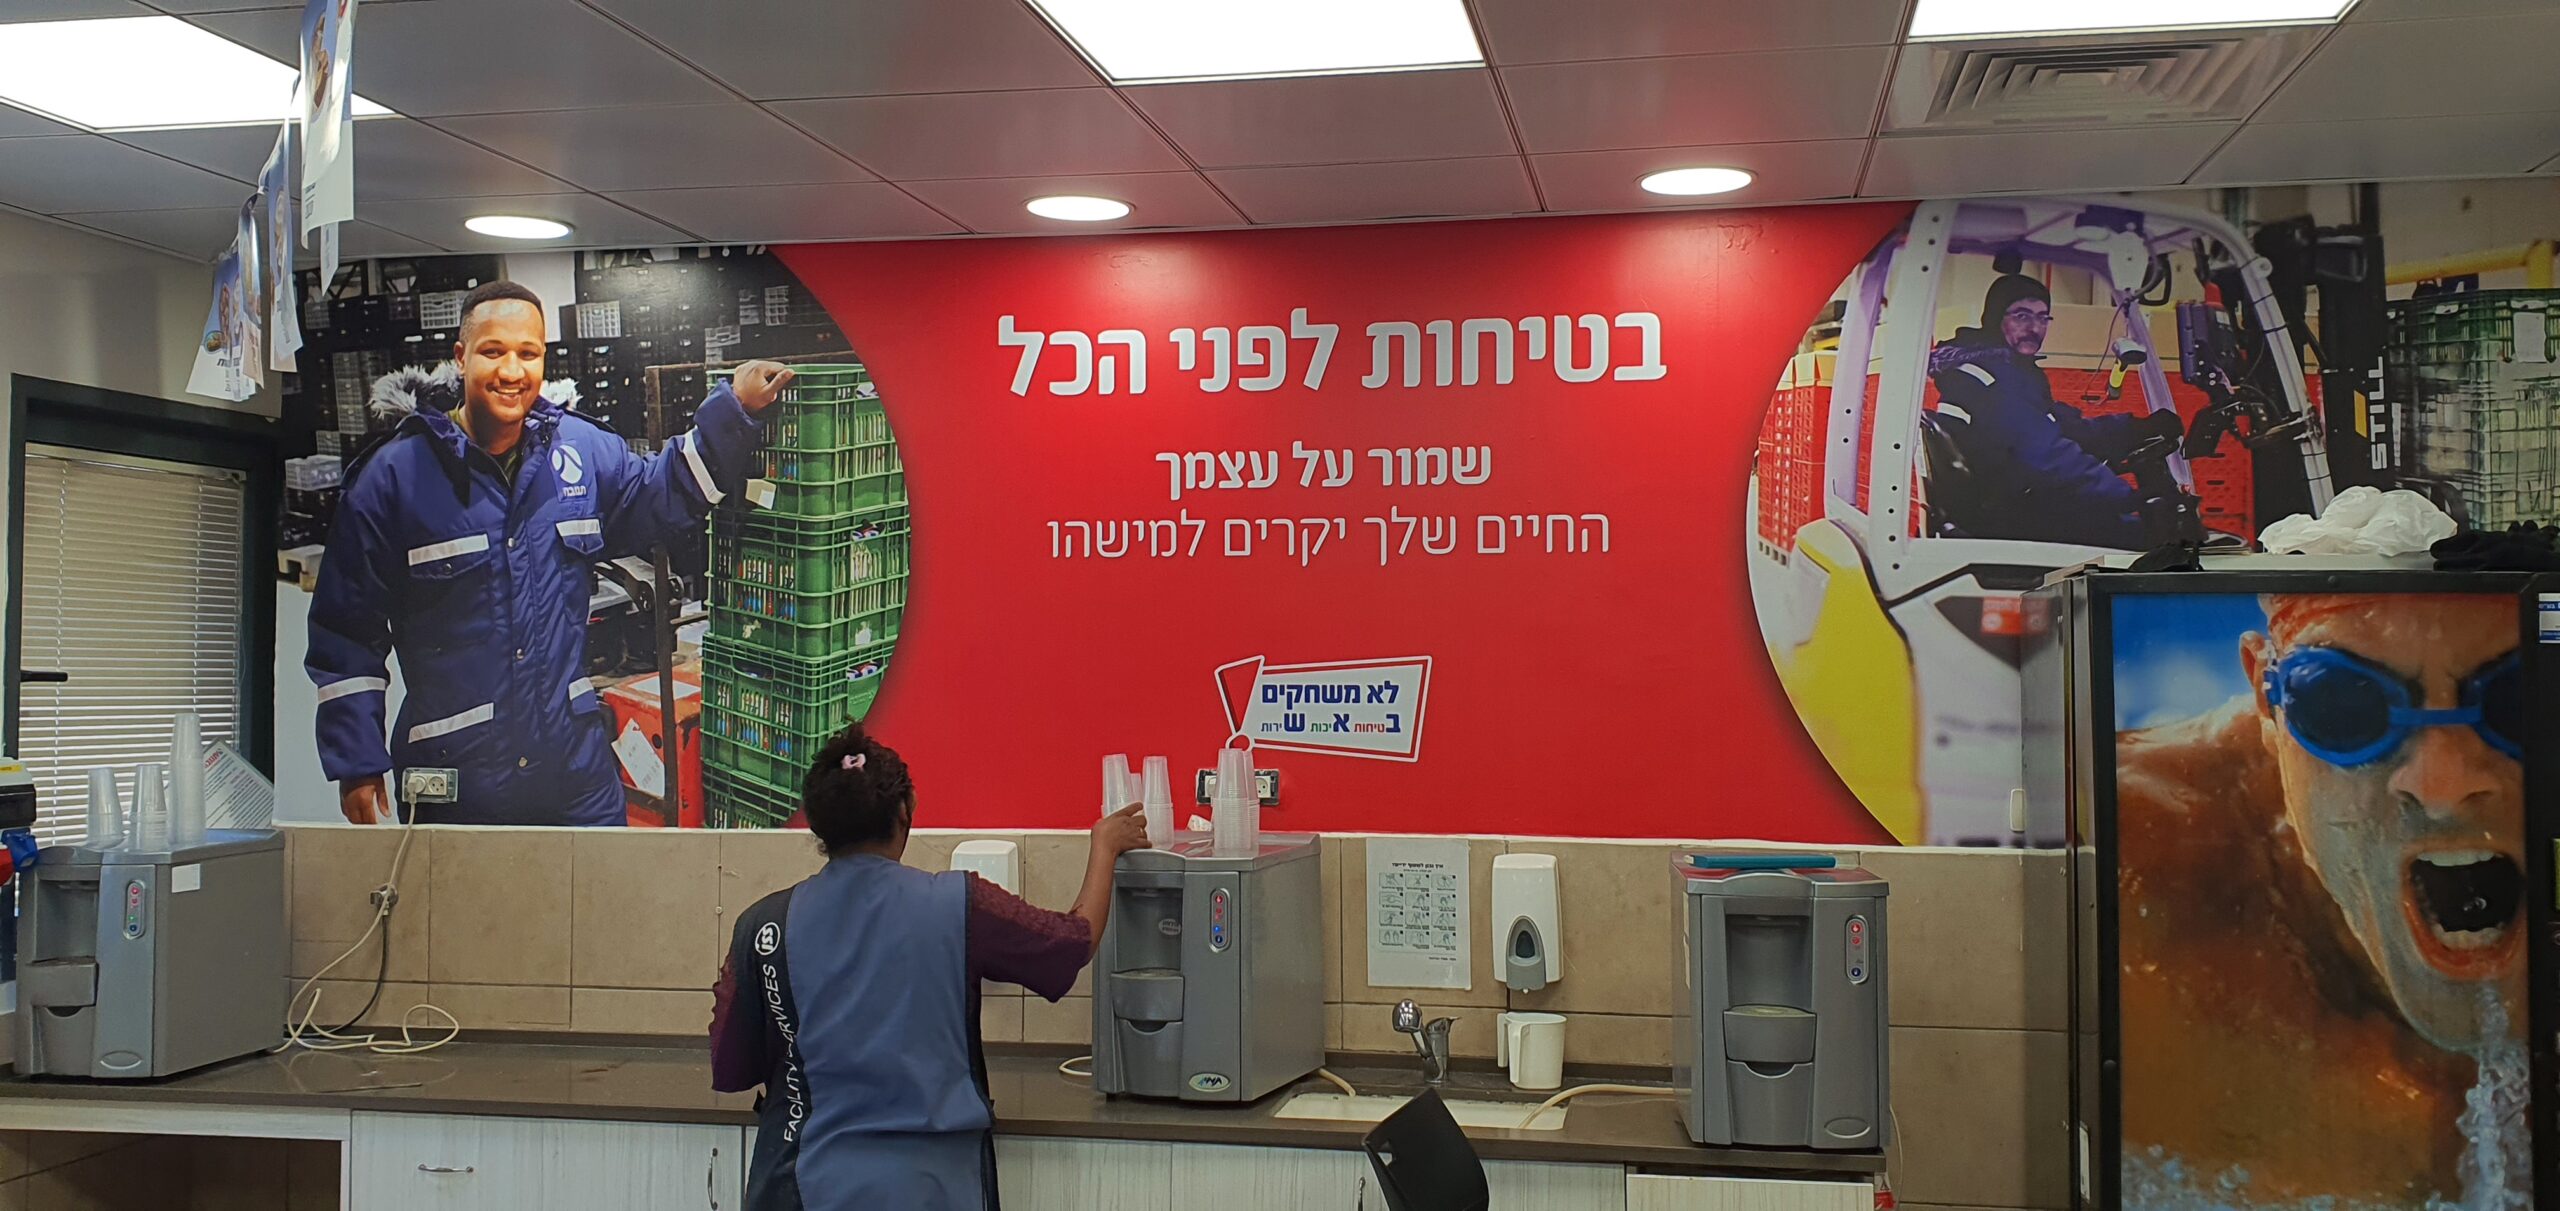 בטיחות לפני הכל
שמור על עצמך
החיים שלך יקרים למישהו
לא משחקים
בטיחות איכות שירות
תנובה
STILL
ISS
FACILITY SERVICES